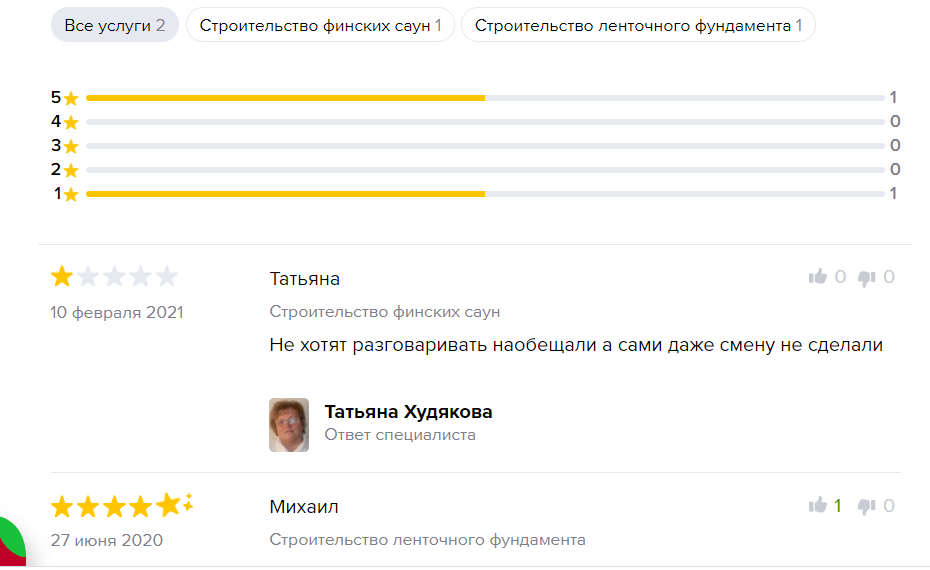 Все услуги 2 Строительство финских саун 1 Строительство ленточного фундамента 1
5 1
4 0
3 0
2 0
1 1
Татьяна 0 0
10 февраля 2021 Строительство финских саун
Не хотят разговаривать наобещали а сами даже смену не сделали
Татьяна Худякова
Ответ специалиста
Михаил 1 0
27 июня 2020 Строительство ленточного фундамента